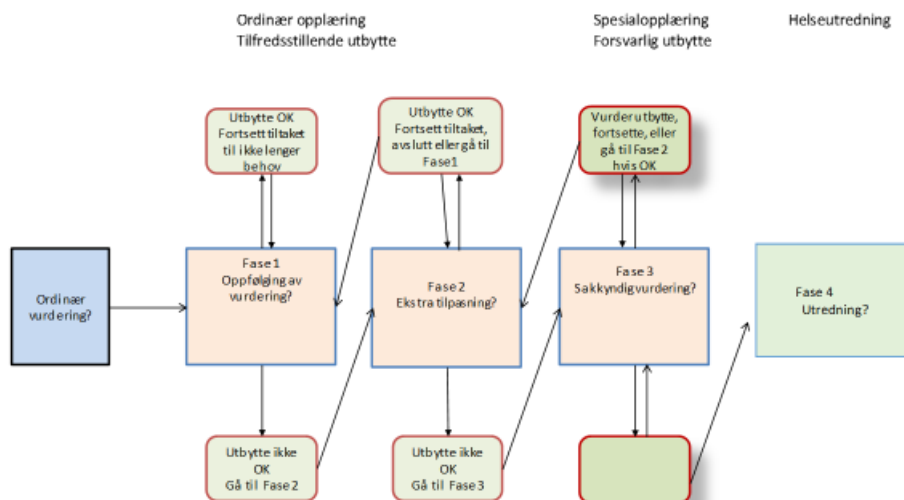 Ordinær opplæring
Tilfredsstillende utbytte
Spesialopplæring
Forsvarlig utbytte
Helseutredning
Utbytte OK
Fortsett tiltaket
til ikke lenger
behov
Utbytte OK
Fortsett tiltaket,
avslutt eller gå til
Fase1
Vurder utbytte,
fortsette, eller
gå til Fase 2
hvis OK
Ordinær
vurdering?
Fase 1
Oppfølging av
vurdering?
Fase 2
Ekstra tilpasning?
Fase 3
Sakkyndig vurdering?
Fase 4
Utredning?
Utbytte ikke
OK
Gå til Fase 2
Utbytte ikke
OK
Gå til Fase 3